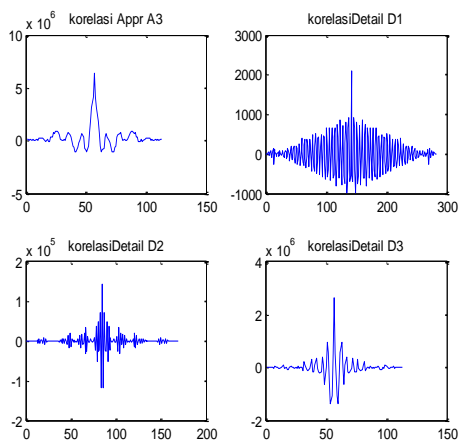 korelasi Appr A3
x 10^6
10
5
0
-5
0 50 100 150
korelasiDetail D1
3000
2000
1000
0
-1000
0 100 200 300
korelasiDetail D2
x 10^5
2
1
0
-1
-2
0 50 100 150 200
korelasiDetail D3
x 10^6
4
2
0
-2
0 50 100 150